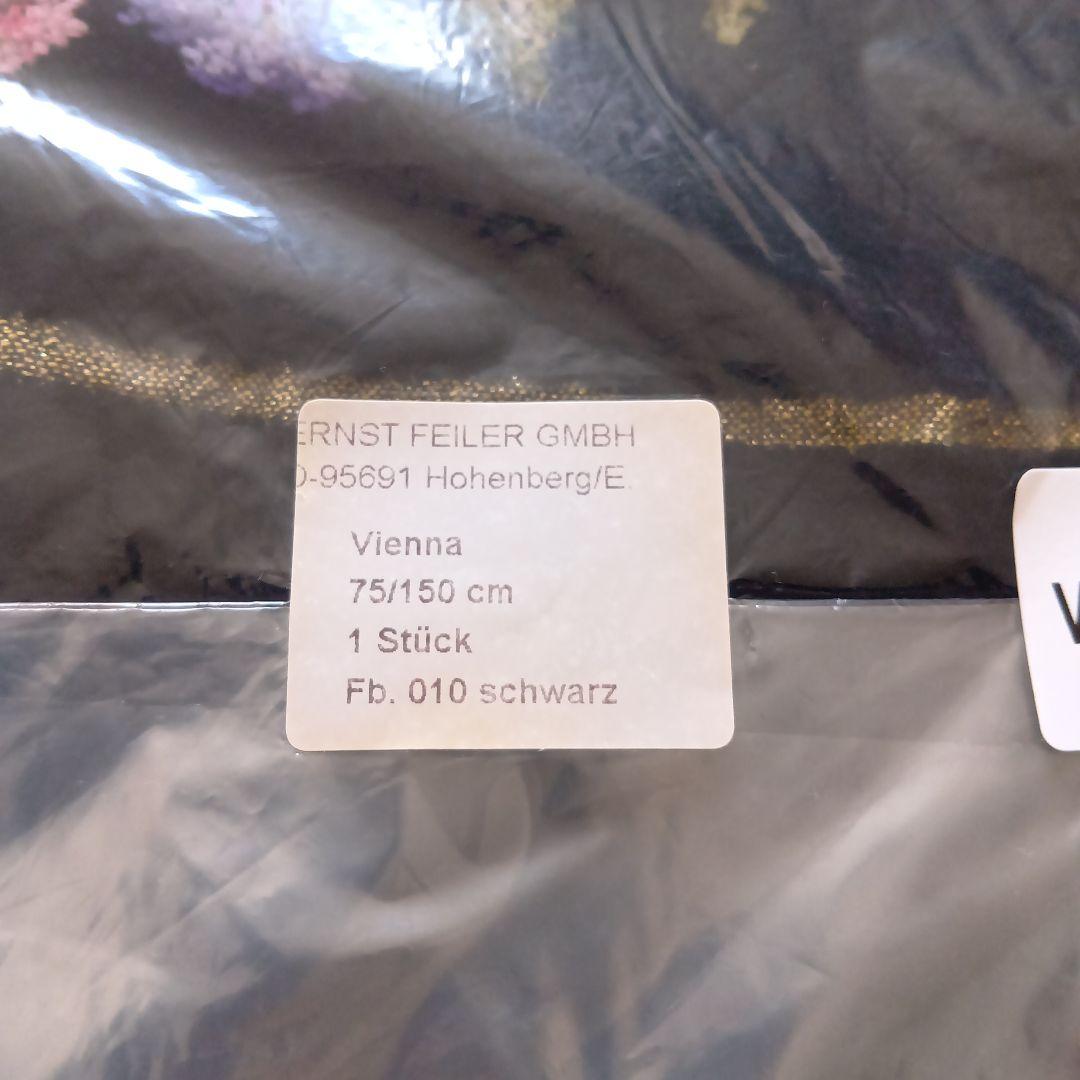 ERNST FEILER GMBH
D-95691 Hohenberg/E.
Vienna
75/150 cm
1 Stück
Fb. 010 schwarz